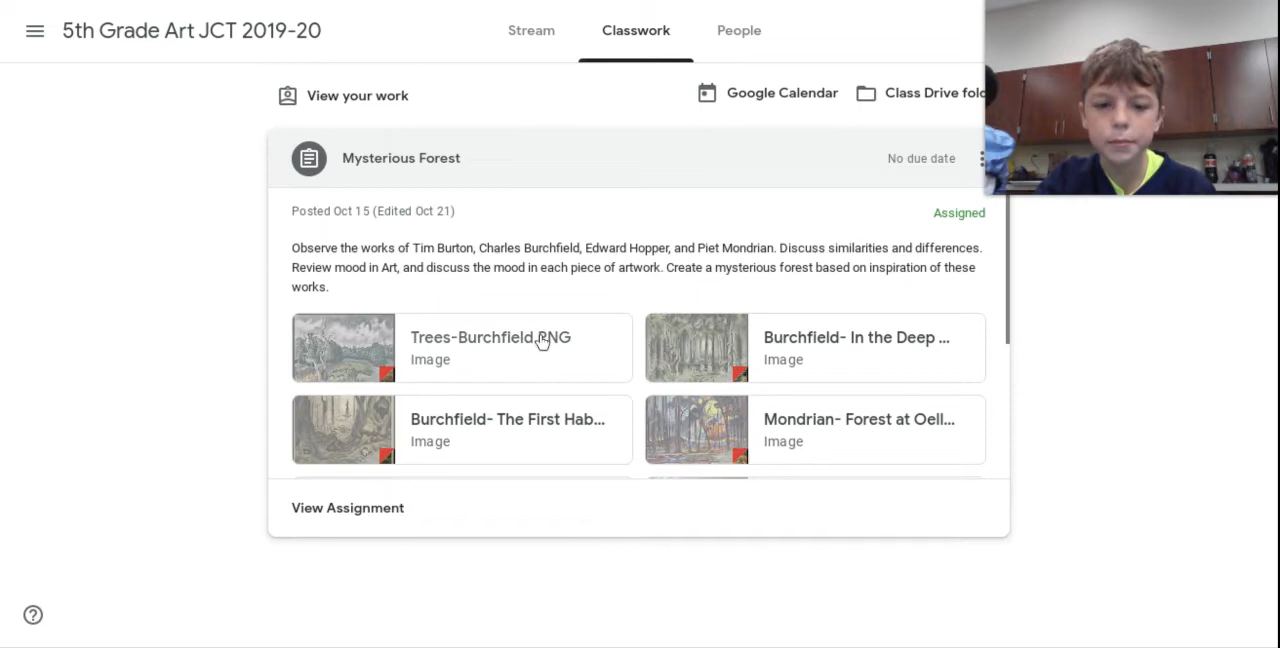 5th Grade Art JCT 2019-20
Stream
Classwork
People
View your work
Google Calendar
Class Drive fold
Mysterious Forest
No due date
Posted Oct 15 (Edited Oct 21)
Assigned
Observe the works of Tim Burton, Charles Burchfield, Edward Hopper, and Piet Mondrian. Discuss similarities and differences.
Review mood in Art, and discuss the mood in each piece of artwork. Create a mysterious forest based on inspiration of these
works.
Trees-Burchfield.PNG
Image
Burchfield- In the Deep ...
Image
Burchfield- The First Hab...
Image
Mondrian- Forest at Oell...
Image
View Assignment